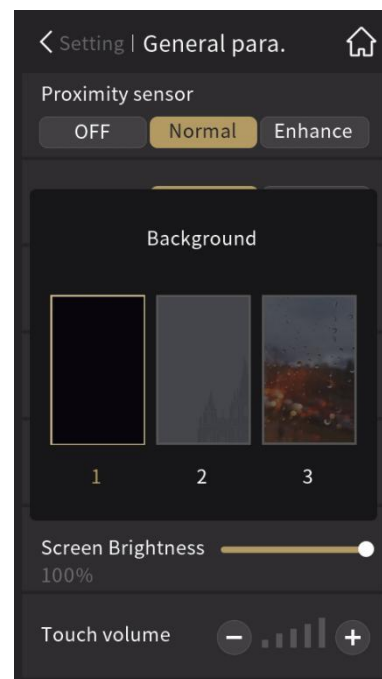 Setting | General para.
Proximity sensor
OFF Normal Enhance
Background
1 2 3
Screen Brightness
100%
Touch volume